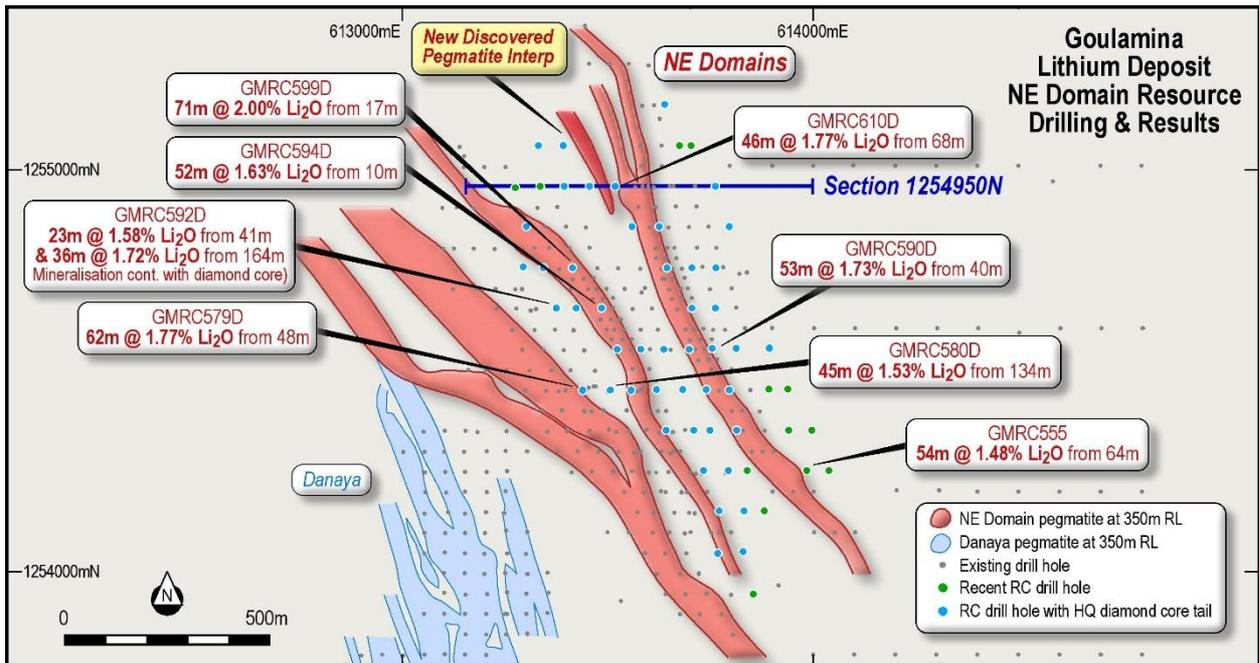 613000mE
614000mE
Goulamina
Lithium Deposit
NE Domain Resource
Drilling & Results
New Discovered
Pegmatite Interp
NE Domains
GMRC599D
71m @ 2.00% Li2O from 17m
GMRC610D
46m @ 1.77% Li2O from 68m
GMRC594D
52m @ 1.63% Li2O from 10m
1255000mN
Section 1254950N
GMRC592D
23m @ 1.58% Li2O from 41m
& 36m @ 1.72% Li2O from 164m
Mineralisation cont. with diamond core)
GMRC590D
53m @ 1.73% Li2O from 40m
GMRC579D
62m @ 1.77% Li2O from 48m
GMRC580D
45m @ 1.53% Li2O from 134m
GMRC555
54m @ 1.48% Li2O from 64m
Danaya
NE Domain pegmatite at 350m RL
Danaya pegmatite at 350m RL
Existing drill hole
Recent RC drill hole
RC drill hole with HQ diamond core tail
1254000mN
N
0 500m